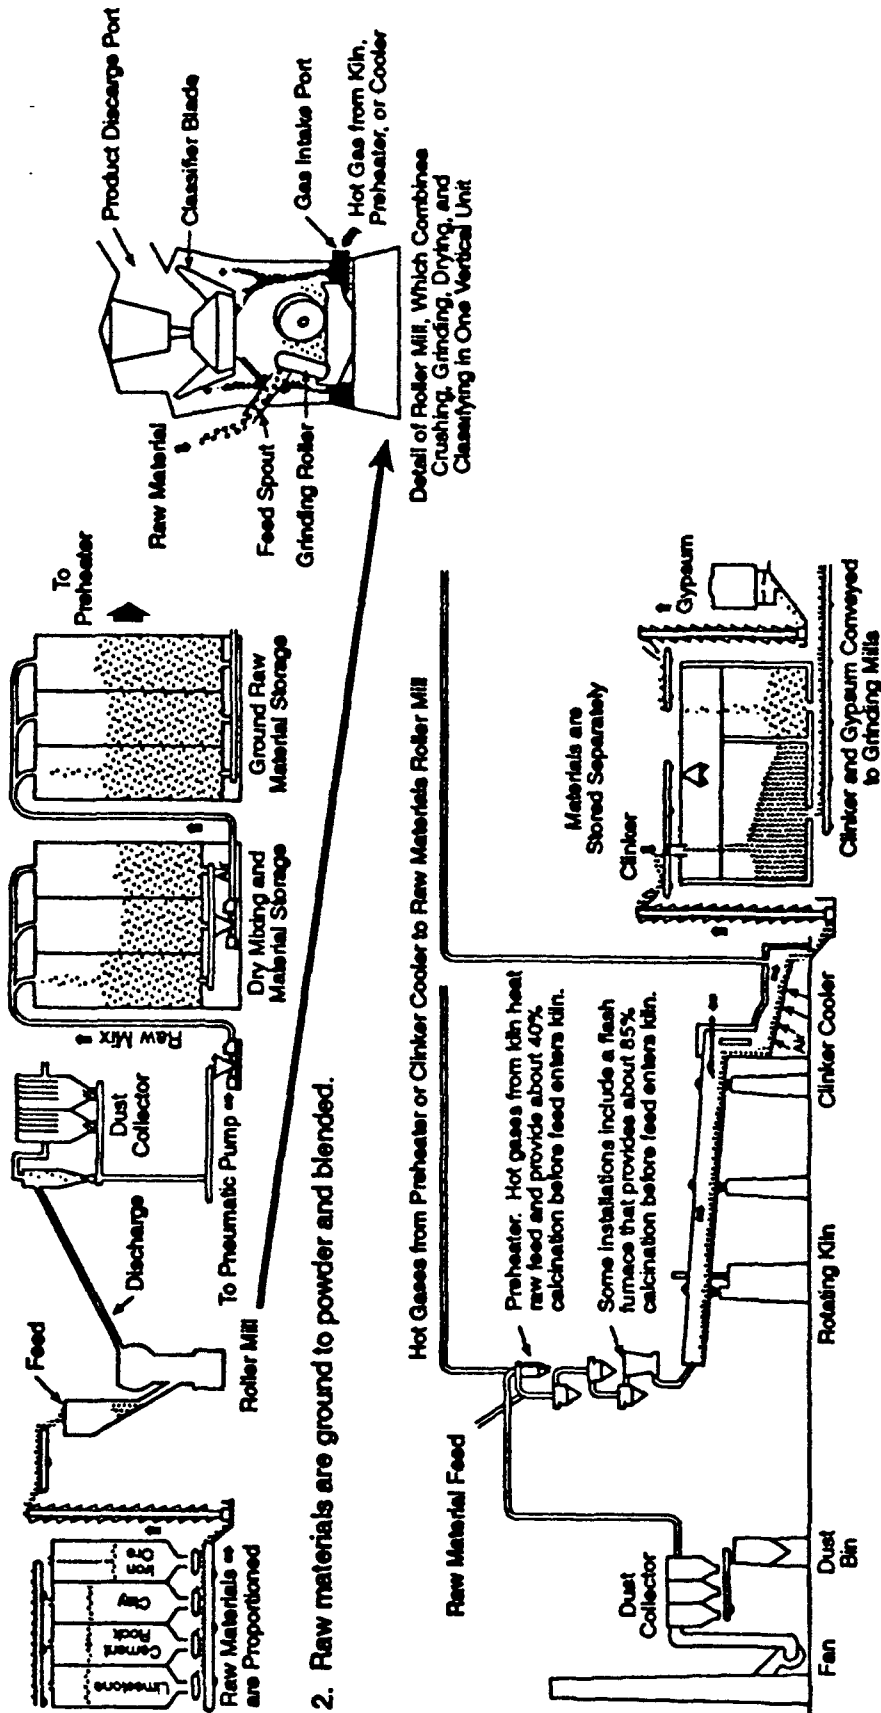 Limestone
Cement
Rock
Clay
Iron
Ore
Raw Materials
are Proportioned
Feed
Roller Mill
Discharge
Dust
Collector
To Pneumatic Pump
Raw Mix
Dry Mixing and
Material Storage
Ground Raw
Material Storage
To
Preheater
2. Raw materials are ground to powder and blended.
Raw Material
Feed Spout
Grinding Roller
Product Discarge Port
Classifier Blade
Gas Intake Port
Hot Gas from Kiln,
Preheater, or Cooler
Detail of Roller Mill, Which Combines
Crushing, Grinding, Drying, and
Classifying in One Vertical Unit
Hot Gases from Preheater or Clinker Cooler to Raw Materials Roller Mill
Raw Material Feed
Preheater. Hot gases from kiln heat
raw feed and provide about 40%
calcination before feed enters kiln.
Some installations include a flash
furnace that provides about 85%
calcination before feed enters kiln.
Dust
Collector
Fan
Dust
Bin
Rotating Kiln
Air
Clinker Cooler
Clinker
Materials are
Stored Separately
Gypsum
Clinker and Gypsum Conveyed
to Grinding Mills